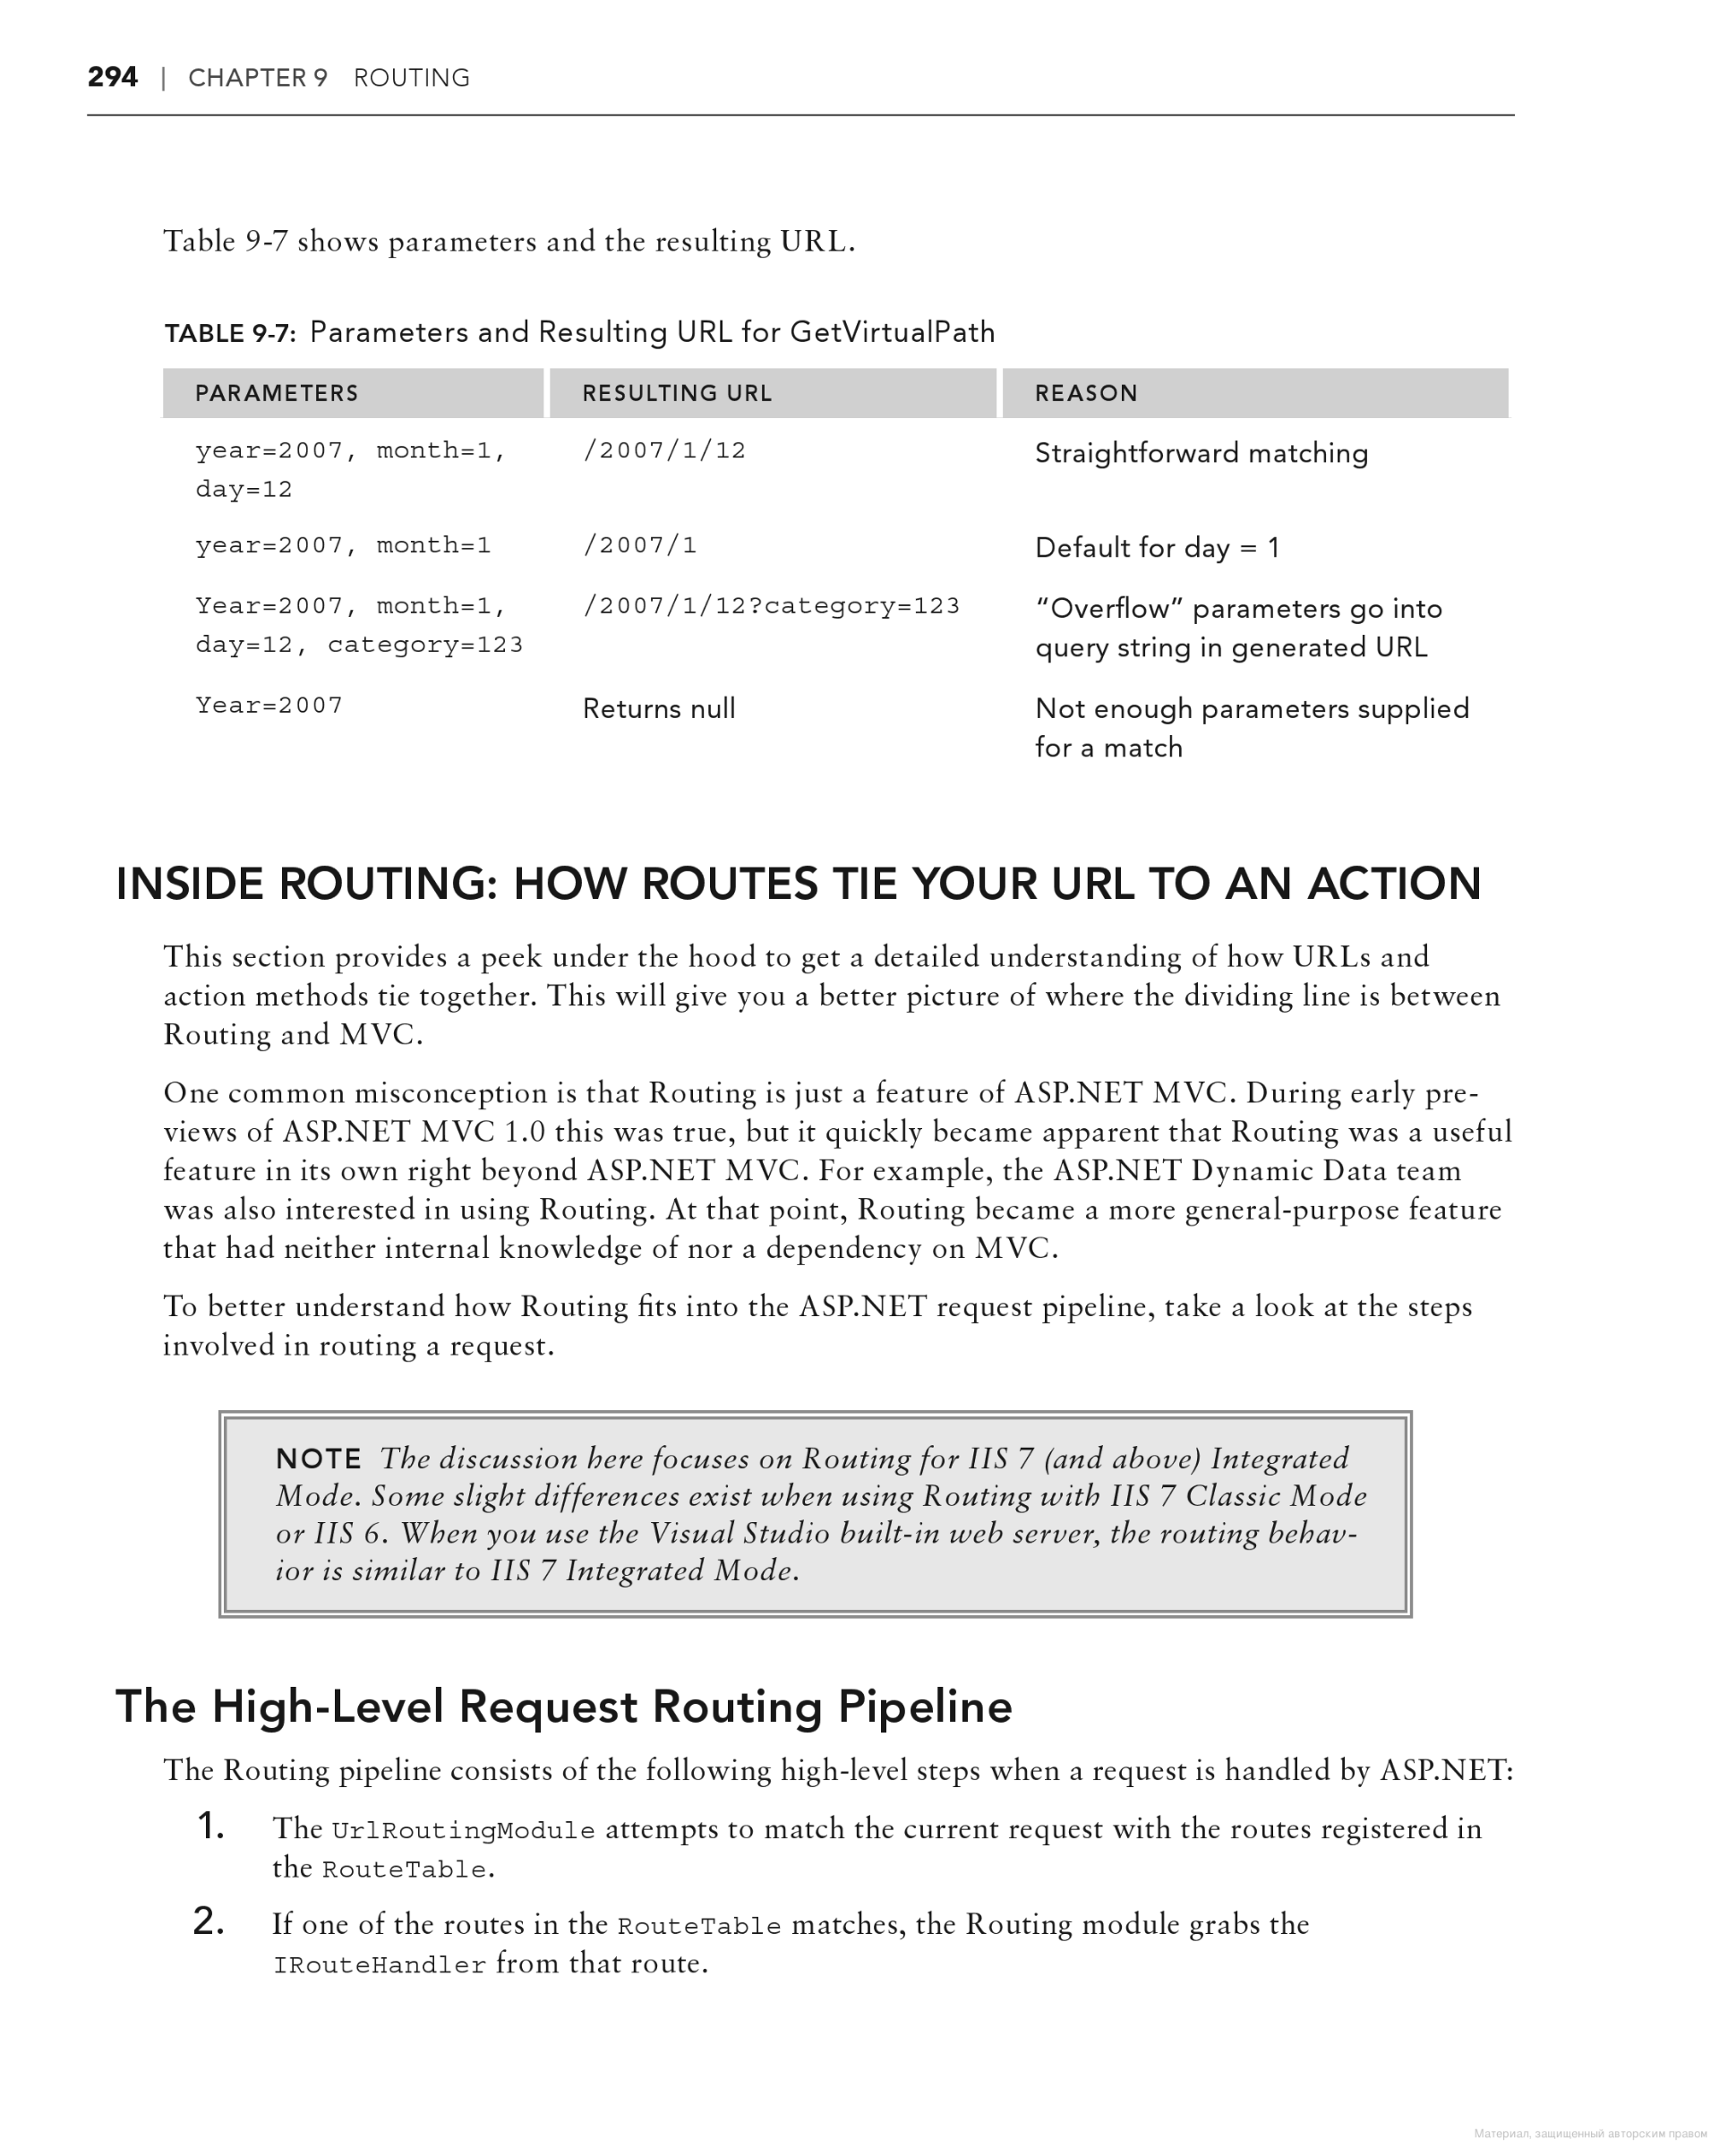 294 | CHAPTER 9 ROUTING
Table 9-7 shows parameters and the resulting URL.
TABLE 9-7: Parameters and Resulting URL for GetVirtualPath
PARAMETERS RESULTING URL REASON
year=2007, month=1, /2007/1/12 Straightforward matching
day=12
year=2007, month=1 /2007/1 Default for day = 1
Year=2007, month=1, /2007/1/12?category=123 “Overflow” parameters go into
day=12, category=123 query string in generated URL
Year=2007 Returns null Not enough parameters supplied
for a match
INSIDE ROUTING: HOW ROUTES TIE YOUR URL TO AN ACTION
This section provides a peek under the hood to get a detailed understanding of how URLs and
action methods tie together. This will give you a better picture of where the dividing line is between
Routing and MVC.
One common misconception is that Routing is just a feature of ASP.NET MVC. During early pre-
views of ASP.NET MVC 1.0 this was true, but it quickly became apparent that Routing was a useful
feature in its own right beyond ASP.NET MVC. For example, the ASP.NET Dynamic Data team
was also interested in using Routing. At that point, Routing became a more general-purpose feature
that had neither internal knowledge of nor a dependency on MVC.
To better understand how Routing fits into the ASP.NET request pipeline, take a look at the steps
involved in routing a request.
NOTE The discussion here focuses on Routing for IIS 7 (and above) Integrated
Mode. Some slight differences exist when using Routing with IIS 7 Classic Mode
or IIS 6. When you use the Visual Studio built-in web server, the routing behav-
ior is similar to IIS 7 Integrated Mode.
The High-Level Request Routing Pipeline
The Routing pipeline consists of the following high-level steps when a request is handled by ASP.NET:
1. The UrlRoutingModule attempts to match the current request with the routes registered in
the RouteTable.
2. If one of the routes in the RouteTable matches, the Routing module grabs the
IRouteHandler from that route.
Материал, защищенный авторским правом